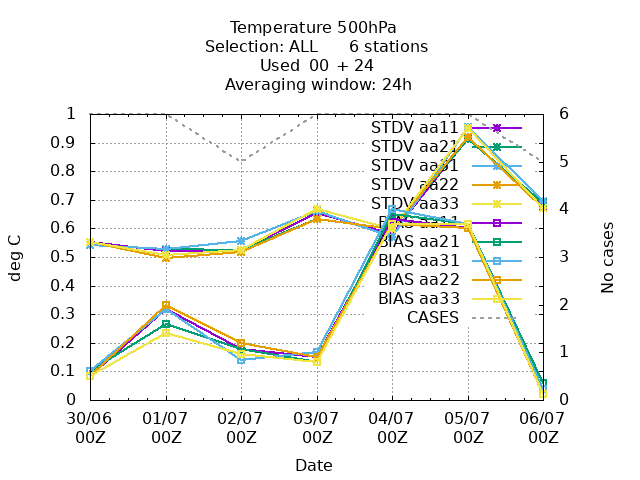 Temperature 500hPa
Selection: ALL 6 stations
Used 00 + 24
Averaging window: 24h
1
0.9
0.8
0.7
0.6
0.5
0.4
0.3
0.2
0.1
0
deg C
6
5
4
3
2
1
0
No cases
STDV aa11
STDV aa21
STDV aa31
STDV aa22
STDV aa33
BIAS aa11
BIAS aa21
BIAS aa31
BIAS aa22
BIAS aa33
CASES
30/06 01/07 02/07 03/07 04/07 05/07 06/07
00Z 00Z 00Z 00Z 00Z 00Z 00Z
Date